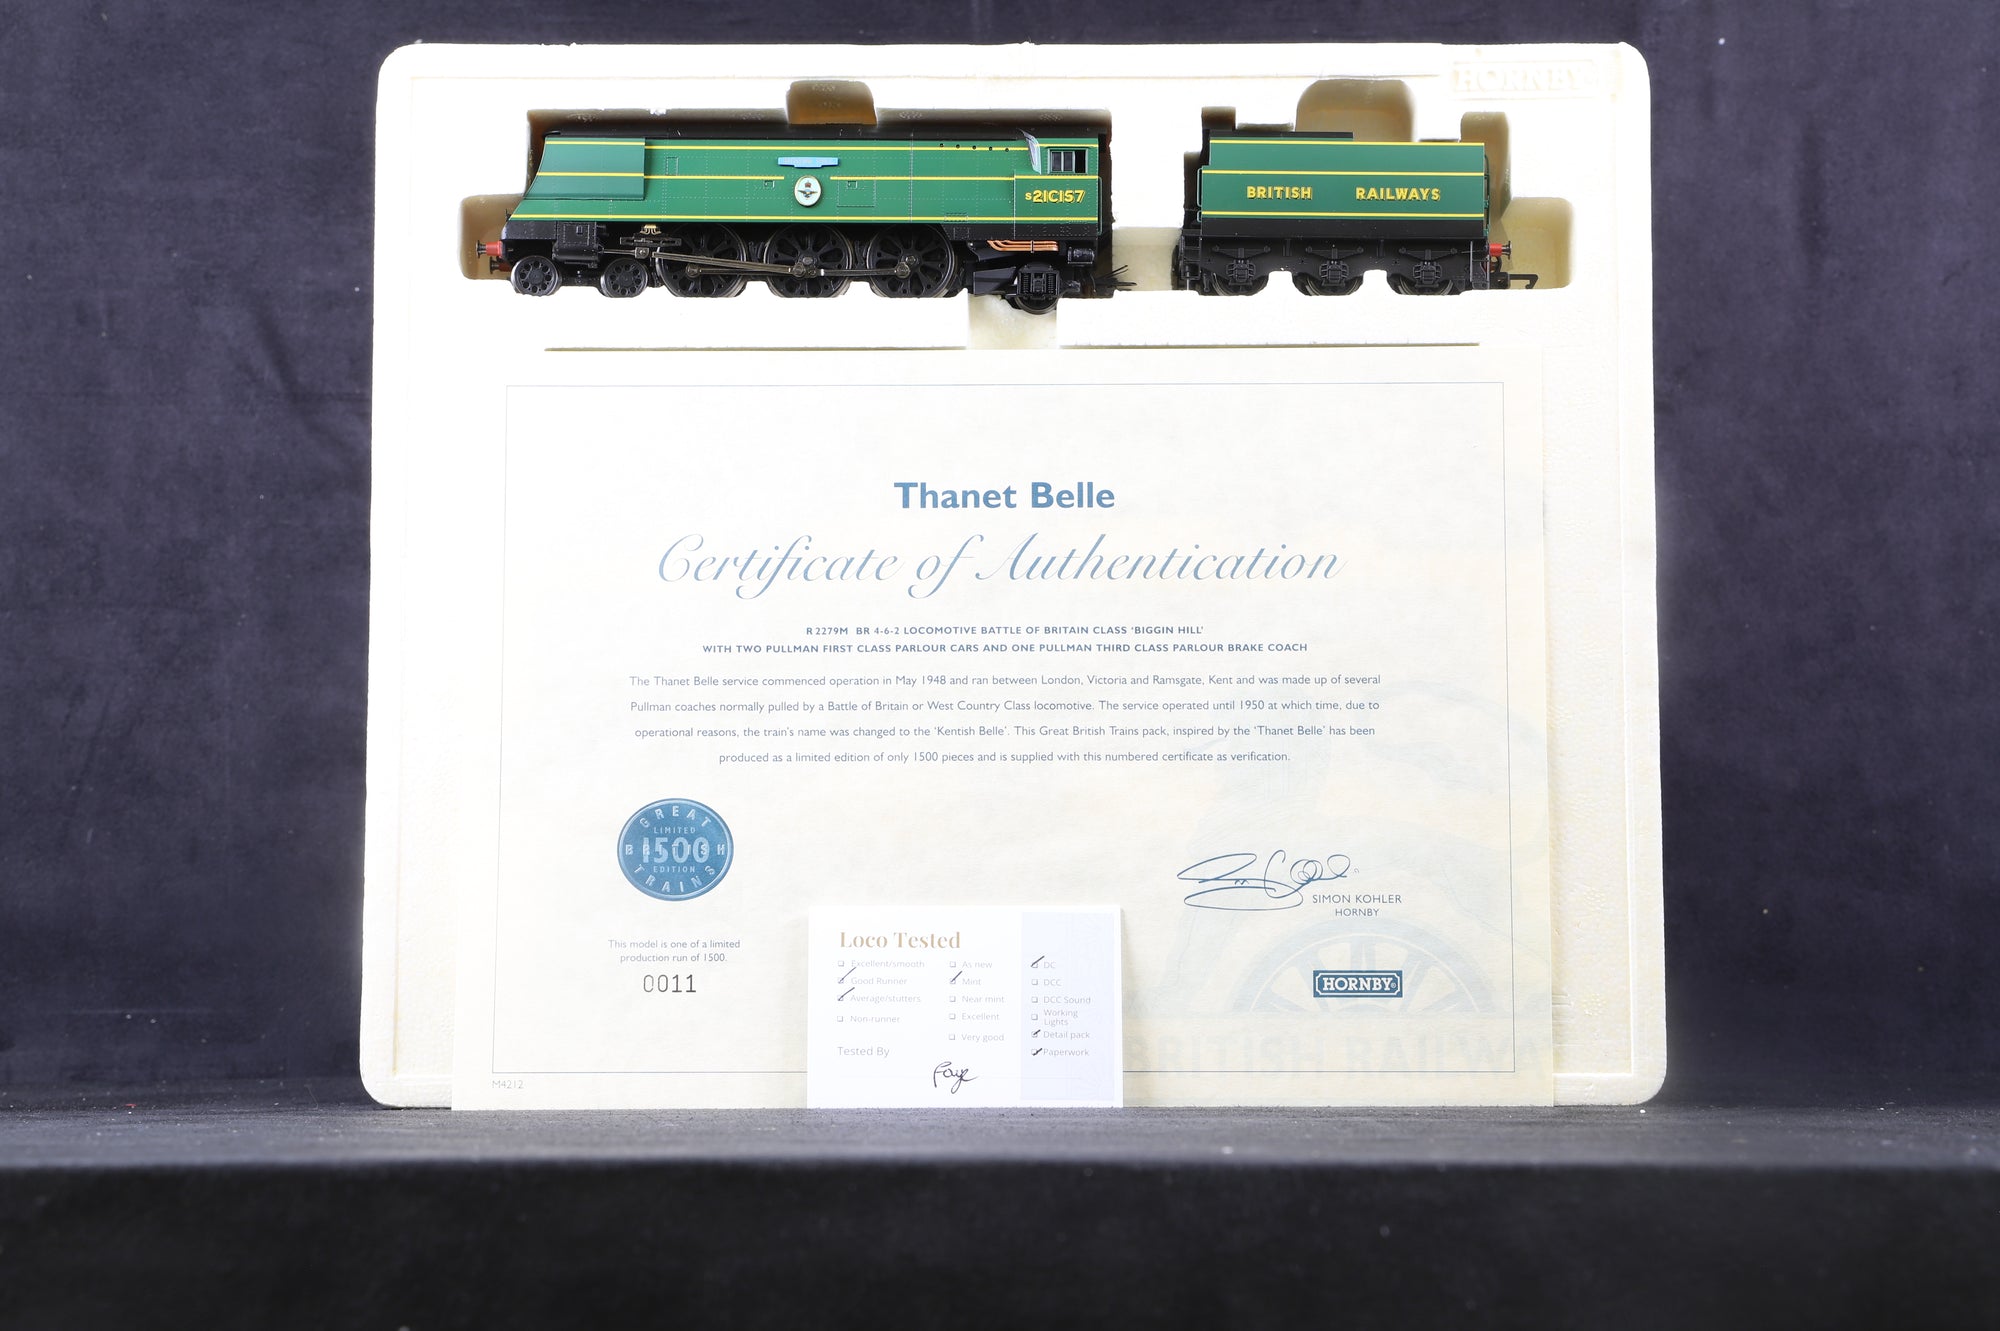 HORNBY
S21C157
BRITISH RAILWAYS
Thanet Belle
Certificate of Authentication
R 2279M BR 4-6-2 LOCOMOTIVE BATTLE OF BRITAIN CLASS ‘BIGGIN HILL’
WITH TWO PULLMAN FIRST CLASS PARLOUR CARS AND ONE PULLMAN THIRD CLASS PARLOUR BRAKE COACH
The Thanet Belle service commenced operation in May 1948 and ran between London, Victoria and Ramsgate, Kent and was made up of several
Pullman coaches normally pulled by a Battle of Britain or West Country Class locomotive. The service operated until 1950 at which time, due to
operational reasons, the train's name was changed to the ‘Kentish Belle’. This Great British Trains pack, inspired by the ‘Thanet Belle’ has been
produced as a limited edition of only 1500 pieces and is supplied with this numbered certificate as verification.
GREAT
LIMITED
BRITISH
1500
EDITION
TRAINS
SIMON KOHLER
HORNBY
This model is one of a limited
production run of 1500.
0011
HORNBY®
BRITISH RAILWAYS
M4212
Loco Tested
Excellent/smooth
Good Runner
Average/stutters
Non-runner
As new
Mint
Near mint
Excellent
Very good
DC
DCC
DCC Sound
Working
Lights
Detail pack
Paperwork
Tested By
Faye